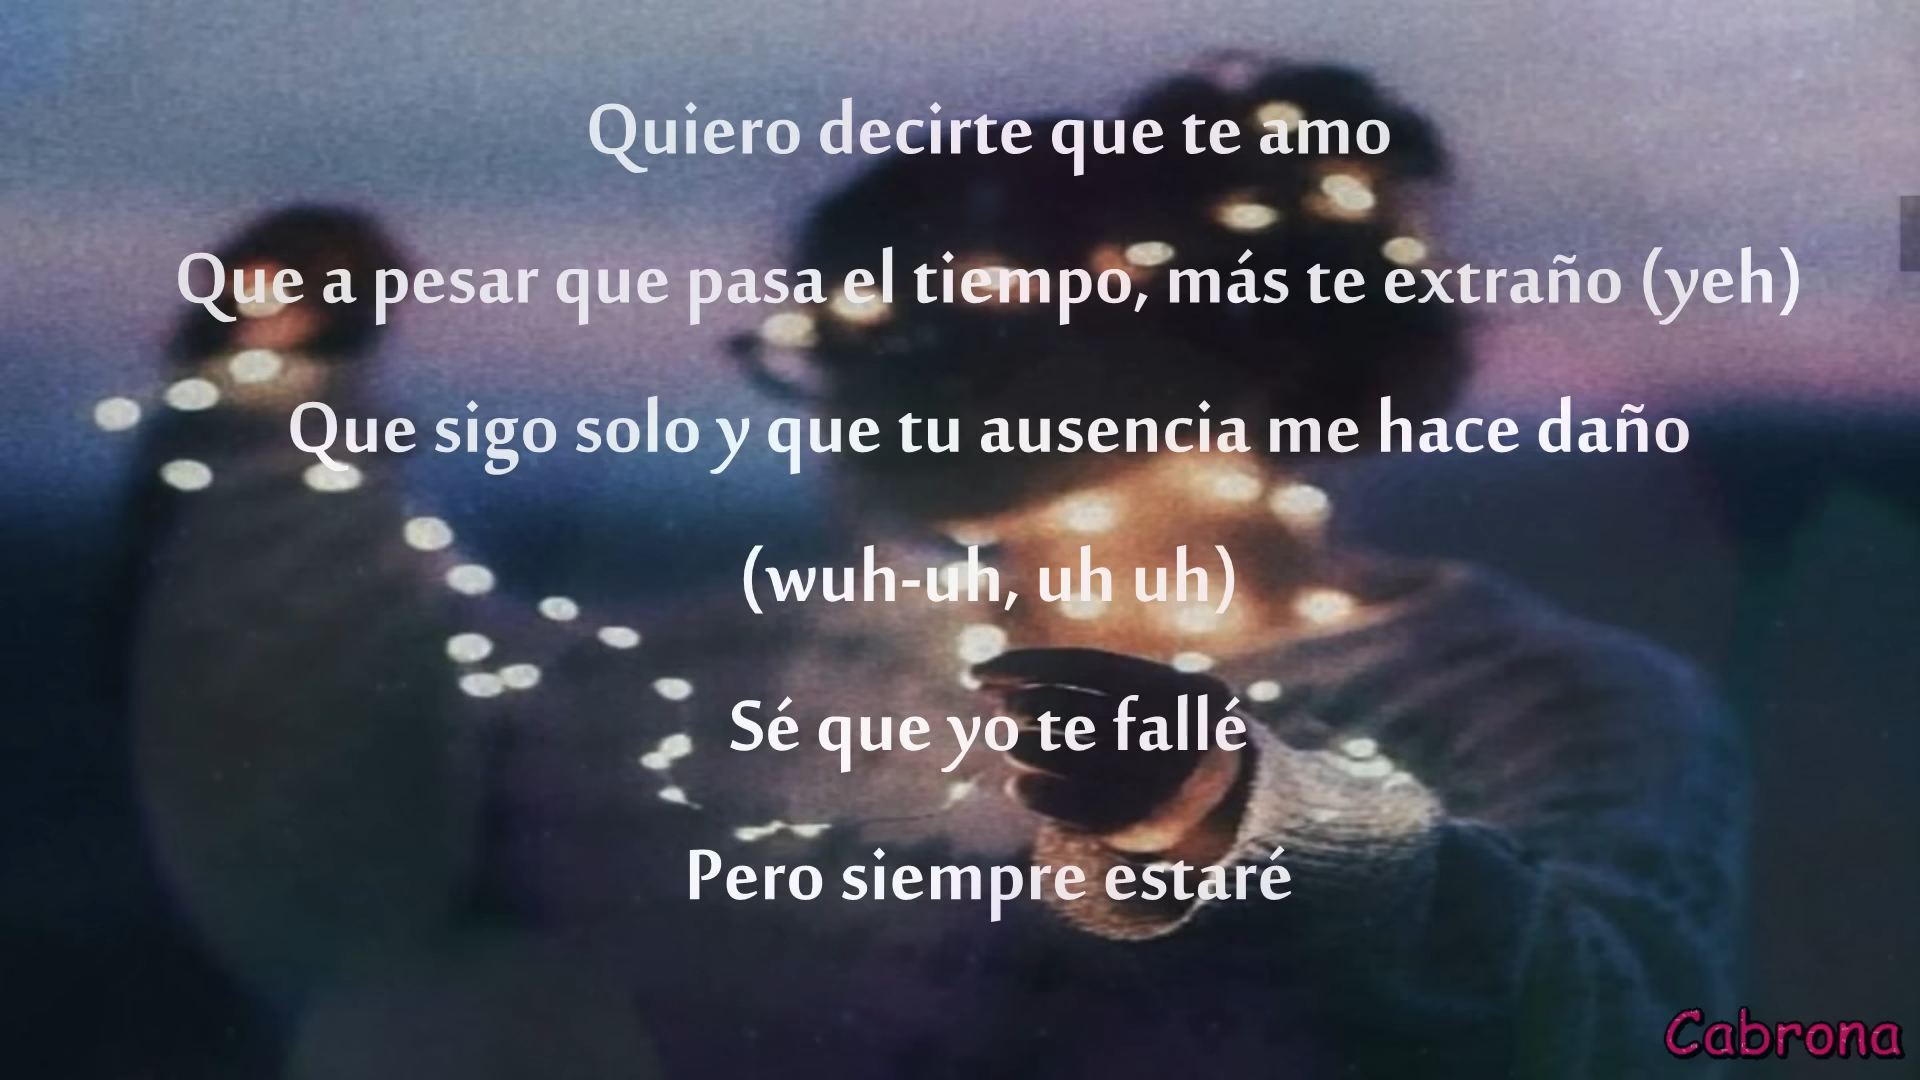 Quiero decirte que te amo
Que a pesar que pasa el tiempo, más te extraño (yeh)
Que sigo solo y que tu ausencia me hace daño
(wuh-uh, uh uh)
Sé que yo te fallé
Pero siempre estaré
Cabrona